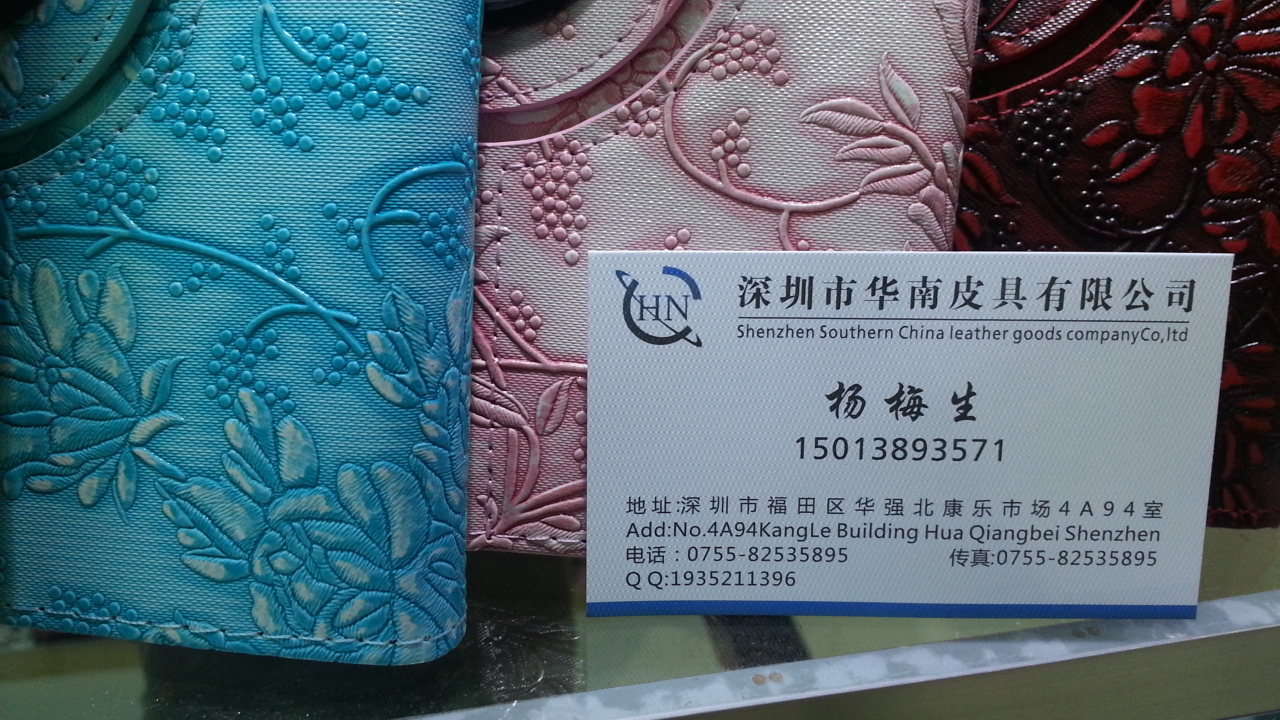 HN
深圳市华南皮具有限公司
Shenzhen Southern China leather goods companyCo,ltd
杨梅生
15013893571
地址:深圳市福田区华强北康乐市场4A94室
Add:No.4A94KangLe Building Hua Qiangbei Shenzhen
电话：0755-82535895 传真:0755-82535895
QQ:1935211396